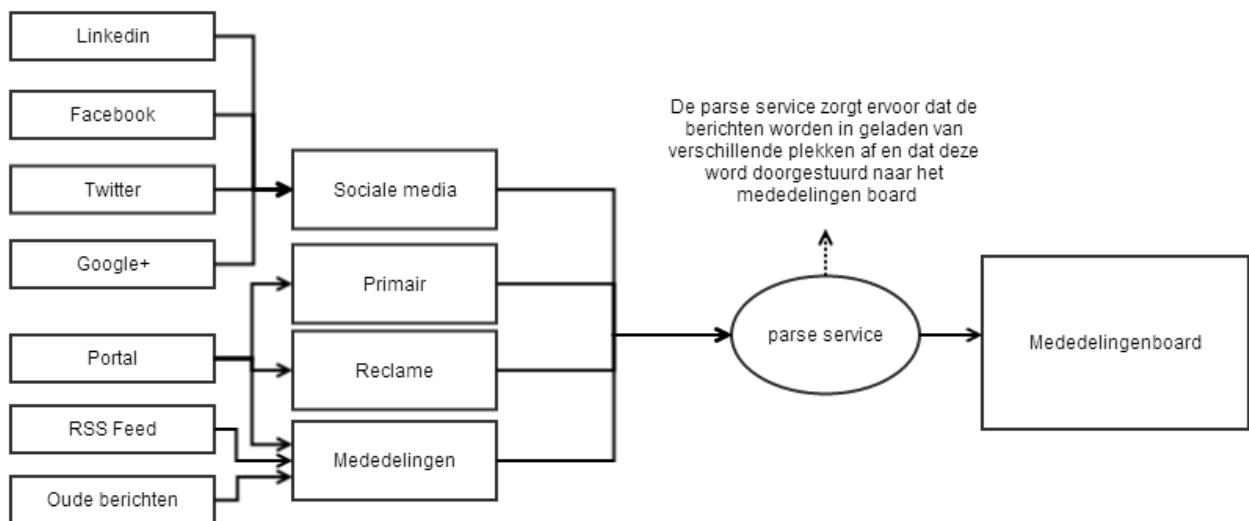 Linkedin
Facebook
Twitter
Google+
Portal
RSS Feed
Oude berichten
Sociale media
Primair
Reclame
Mededelingen
De parse service zorgt ervoor dat de
berichten worden in geladen van
verschillende plekken af en dat deze
word doorgestuurd naar het
mededelingen board
parse service
Mededelingenboard